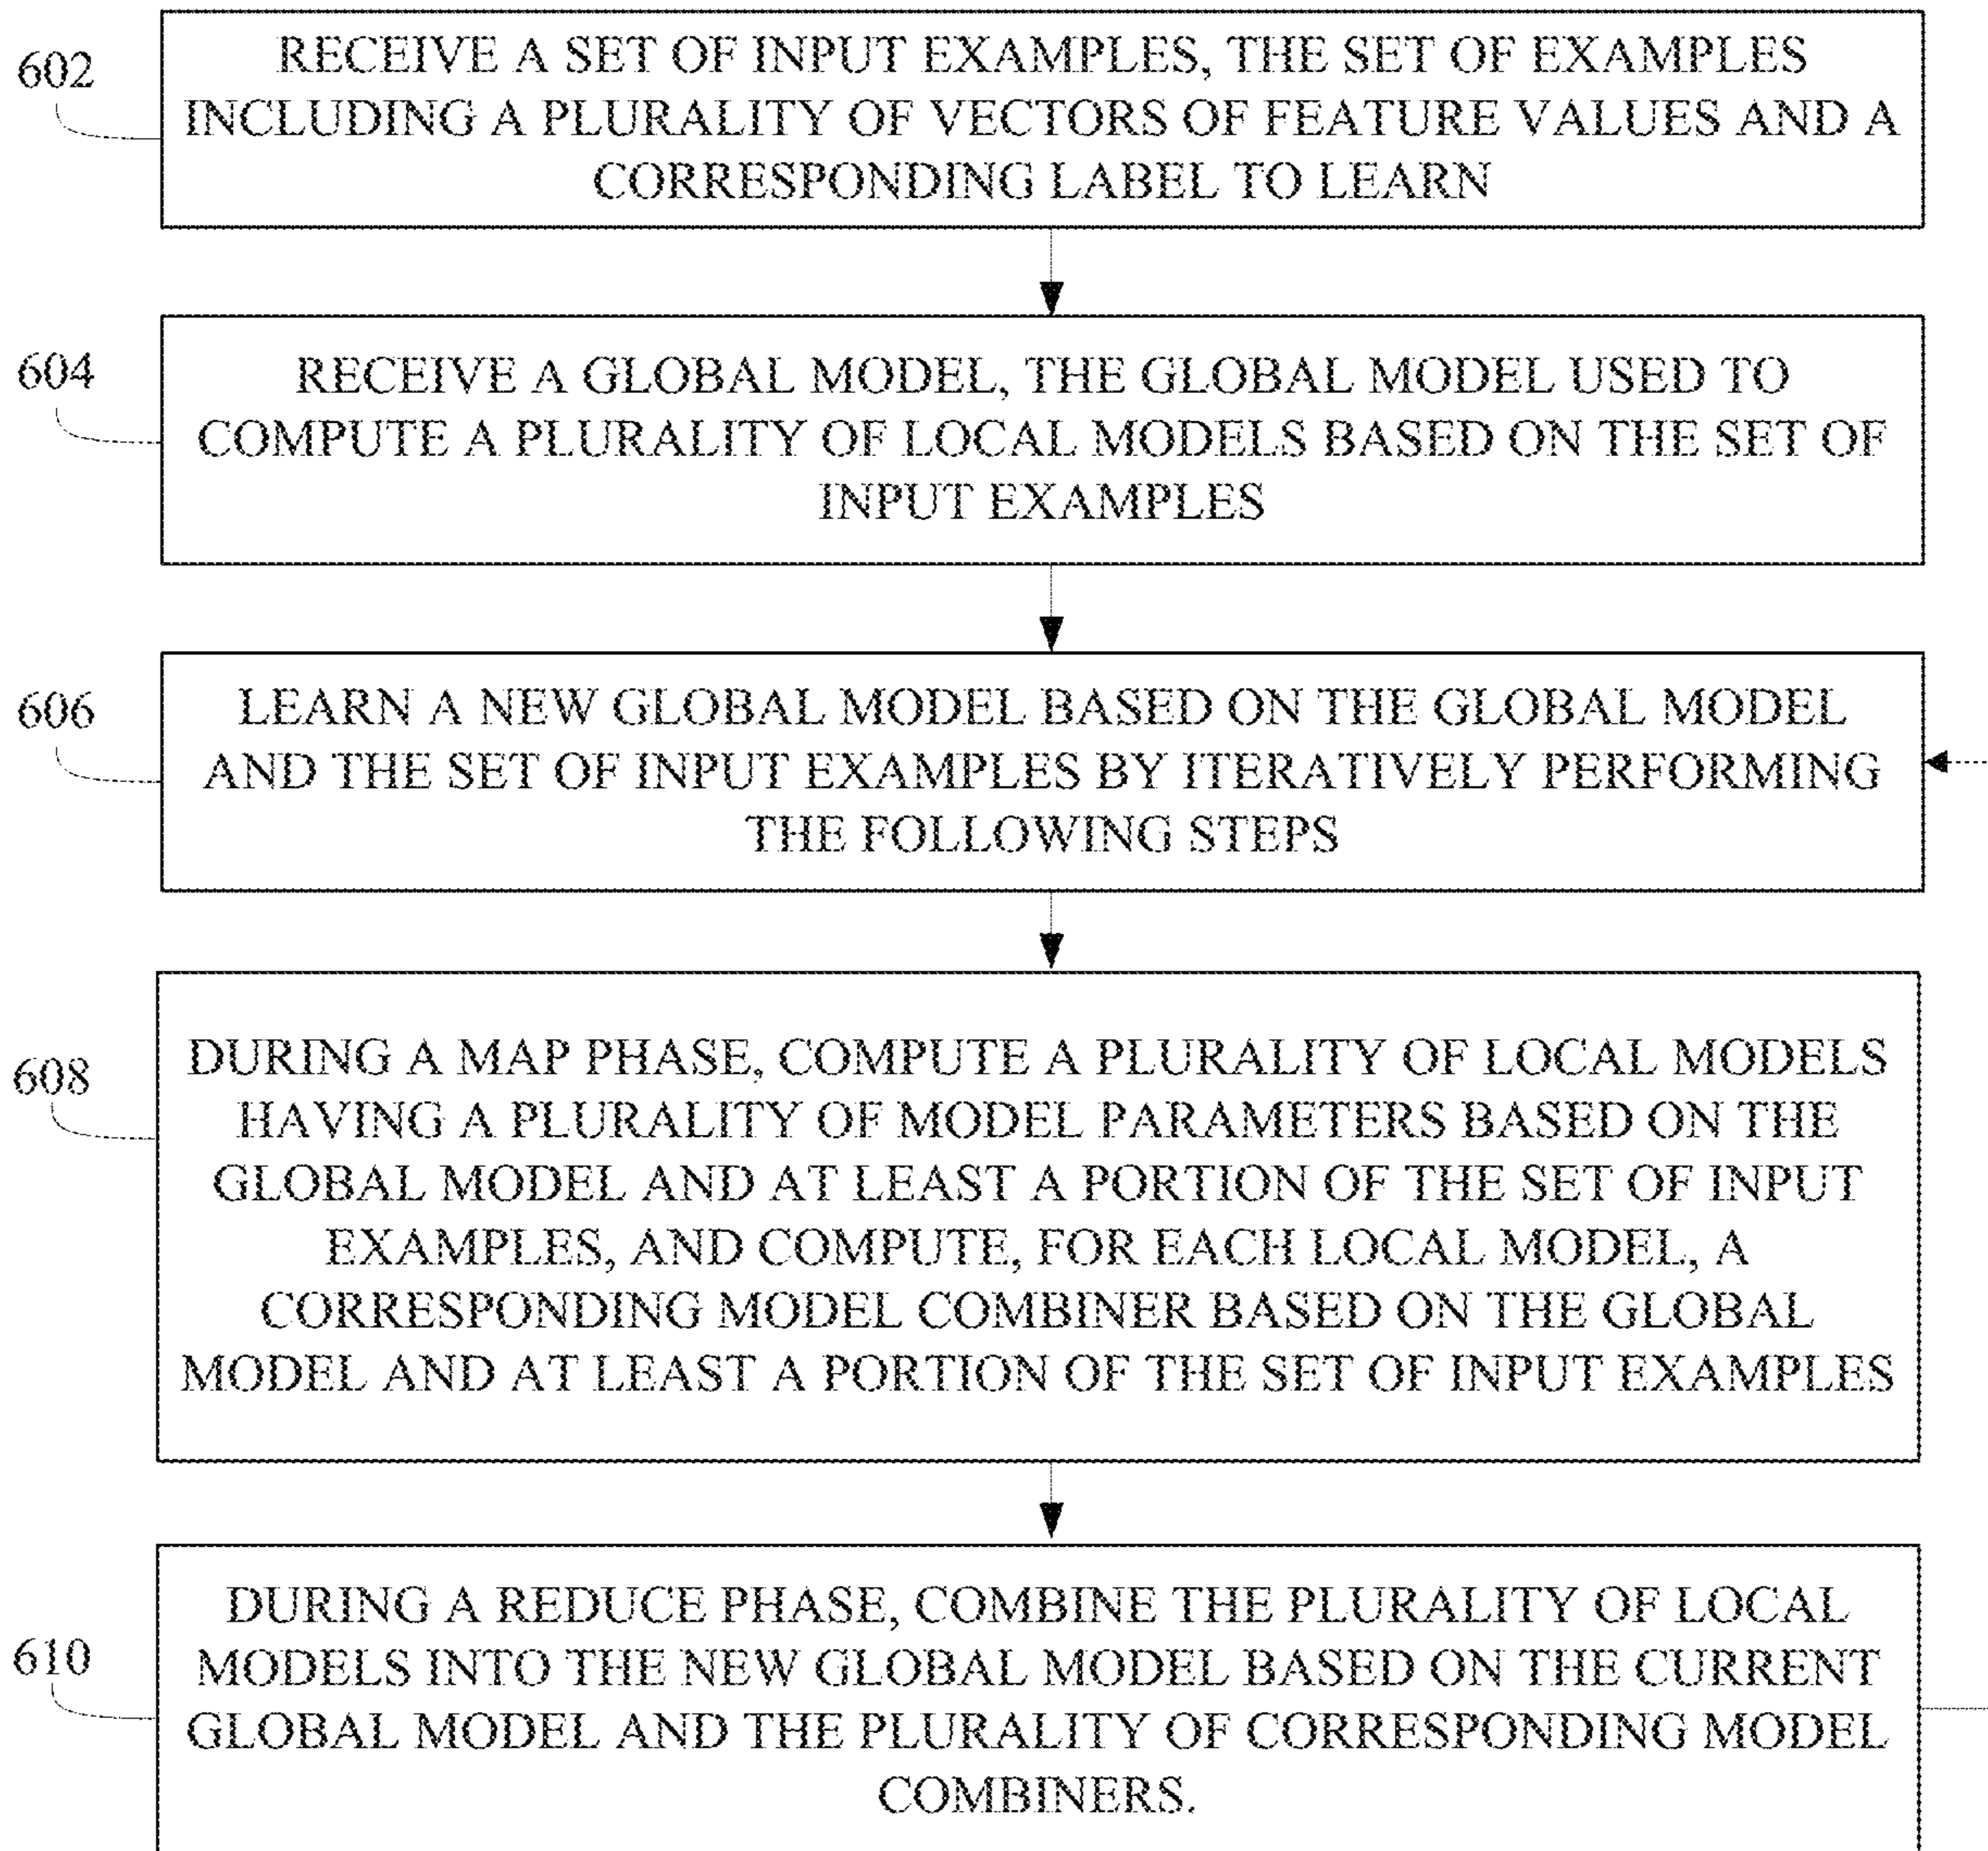 602
RECEIVE A SET OF INPUT EXAMPLES, THE SET OF EXAMPLES
INCLUDING A PLURALITY OF VECTORS OF FEATURE VALUES AND A
CORRESPONDING LABEL TO LEARN
604
RECEIVE A GLOBAL MODEL, THE GLOBAL MODEL USED TO
COMPUTE A PLURALITY OF LOCAL MODELS BASED ON THE SET OF
INPUT EXAMPLES
606
LEARN A NEW GLOBAL MODEL BASED ON THE GLOBAL MODEL
AND THE SET OF INPUT EXAMPLES BY ITERATIVELY PERFORMING
THE FOLLOWING STEPS
608
DURING A MAP PHASE, COMPUTE A PLURALITY OF LOCAL MODELS
HAVING A PLURALITY OF MODEL PARAMETERS BASED ON THE
GLOBAL MODEL AND AT LEAST A PORTION OF THE SET OF INPUT
EXAMPLES, AND COMPUTE, FOR EACH LOCAL MODEL, A
CORRESPONDING MODEL COMBINER BASED ON THE GLOBAL
MODEL AND AT LEAST A PORTION OF THE SET OF INPUT EXAMPLES
610
DURING A REDUCE PHASE, COMBINE THE PLURALITY OF LOCAL
MODELS INTO THE NEW GLOBAL MODEL BASED ON THE CURRENT
GLOBAL MODEL AND THE PLURALITY OF CORRESPONDING MODEL
COMBINERS.